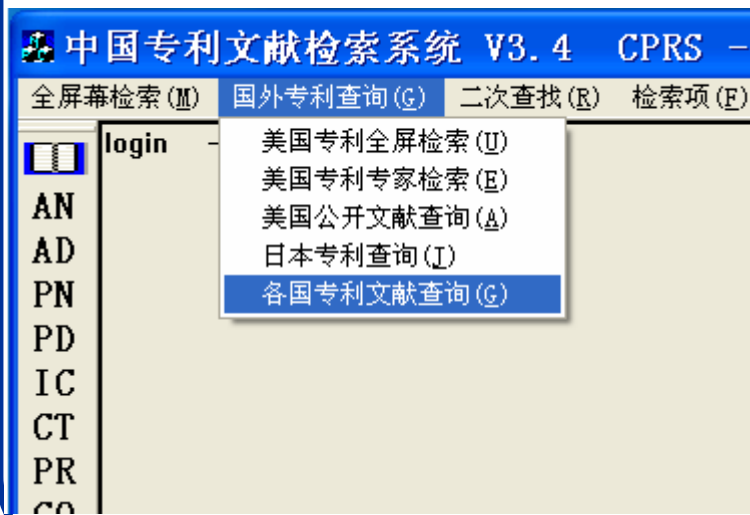 中国专利文献检索系统 V3.4 CPRS -
全屏幕检索(M) 国外专利查询(G) 二次查找(R) 检索项(F)
login -
美国专利全屏检索(U)
美国专利专家检索(E)
美国公开文献查询(A)
日本专利查询(J)
各国专利文献查询(G)
AN
AD
PN
PD
IC
CT
PR
CO